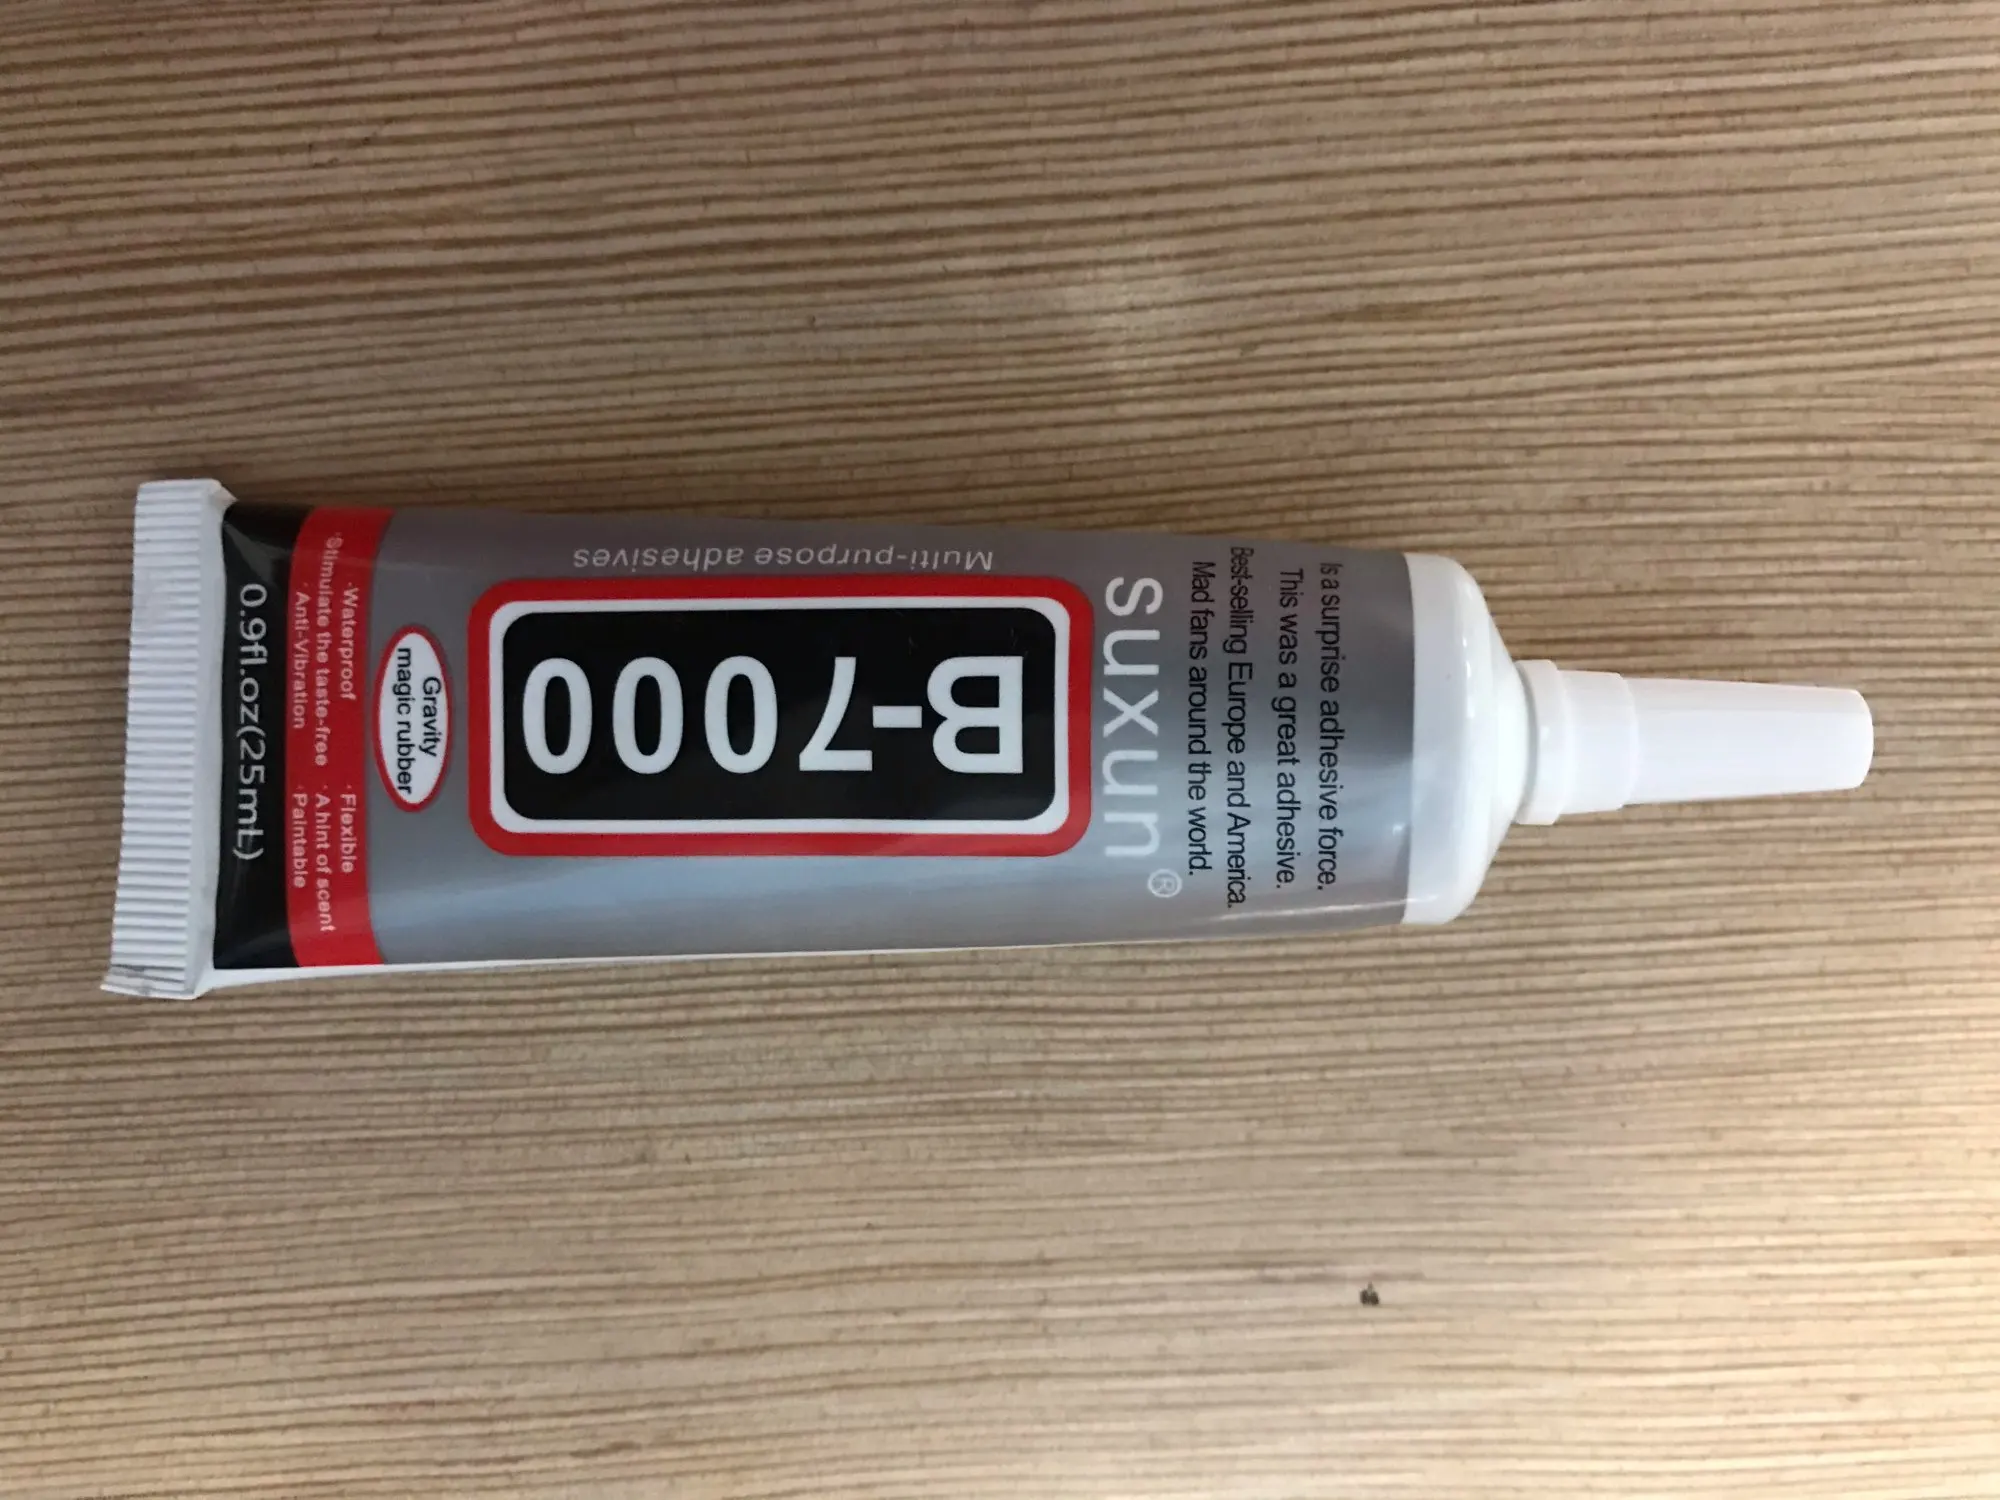 Is a surprise adhesive force.
This was a great adhesive.
Best-selling Europe and America.
Mad fans around the world.
suxun®
B-7000
Multi-purpose adhesives
Gravity
magic rubber
·Waterproof ·Flexible
·Stimulate the taste-free ·A hint of scent
·Anti-Vibration ·Paintable
0.9fl.oz(25mL)